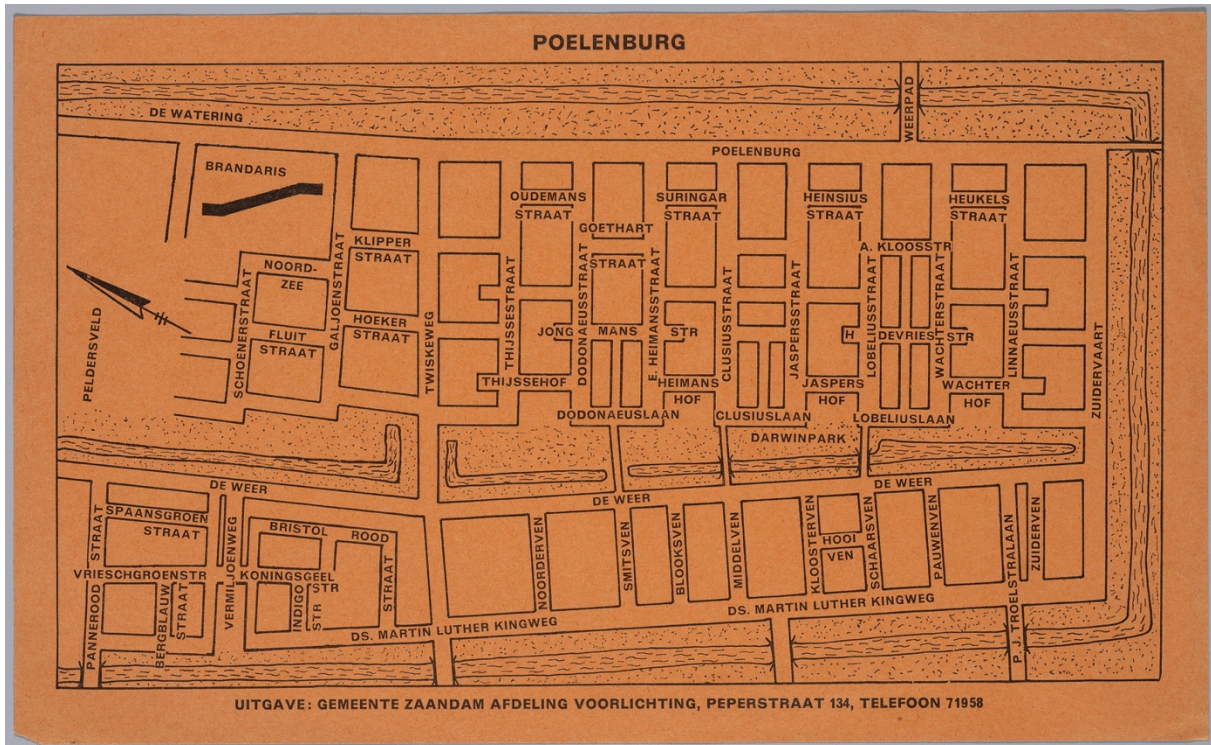 POELENBURG
WEERPAD
DE WATERING
POELENBURG
BRANDARIS
OUDEMANS
STRAAT
SURINGAR
STRAAT
HEINSIUS
STRAAT
HEUKELS
STRAAT
GOETHART
STRAAT
KLIPPER
STRAAT
A. KLOOSSTR
NOORD-
ZEE
PELDERSVELD
SCHOENERSTRAAT
GALJOENSTRAAT
TWISKEWEG
THIJSSESTRAAT
DODONAEUSSTRAAT
E. HEIMANSSTRAAT
CLUSIUSSTRAAT
JASPERSSTRAAT
LOBELIUSSTRAAT
WACHTERSTRAAT
LINNAEUSSTRAAT
ZUIDERVAART
FLUIT
STRAAT
HOEKER
STRAAT
JONG MANS STR
H DEVRIES STR
THIJSSEHOF
HEIMANS
HOF
JASPERS
HOF
WACHTER
HOF
DODONAEUSLAAN
CLUSIUSLAAN
LOBELIUSLAAN
DARWINPARK
DE WEER
DE WEER
DE WEER
PANNEROOD STRAAT
SPAANSGROEN
STRAAT
VERMILJOENWEG
BRISTOL ROOD
STRAAT
VRIESCHGROENSTR
KONINGSGEEL
STR
BERGBLAUW
STRAAT
INDIGO
STR
NOORDERVEN
SMITSVEN
BLOOKSVEN
MIDDELVEN
KLOOSTERVEN
HOOI
VEN
SCHAARSVEN
PAUWENVEN
P. J. TROELSTRALAAN
ZUIDERVEN
DS. MARTIN LUTHER KINGWEG
DS. MARTIN LUTHER KINGWEG
UITGAVE: GEMEENTE ZAANDAM AFDELING VOORLICHTING, PEPERSTRAAT 134, TELEFOON 71958